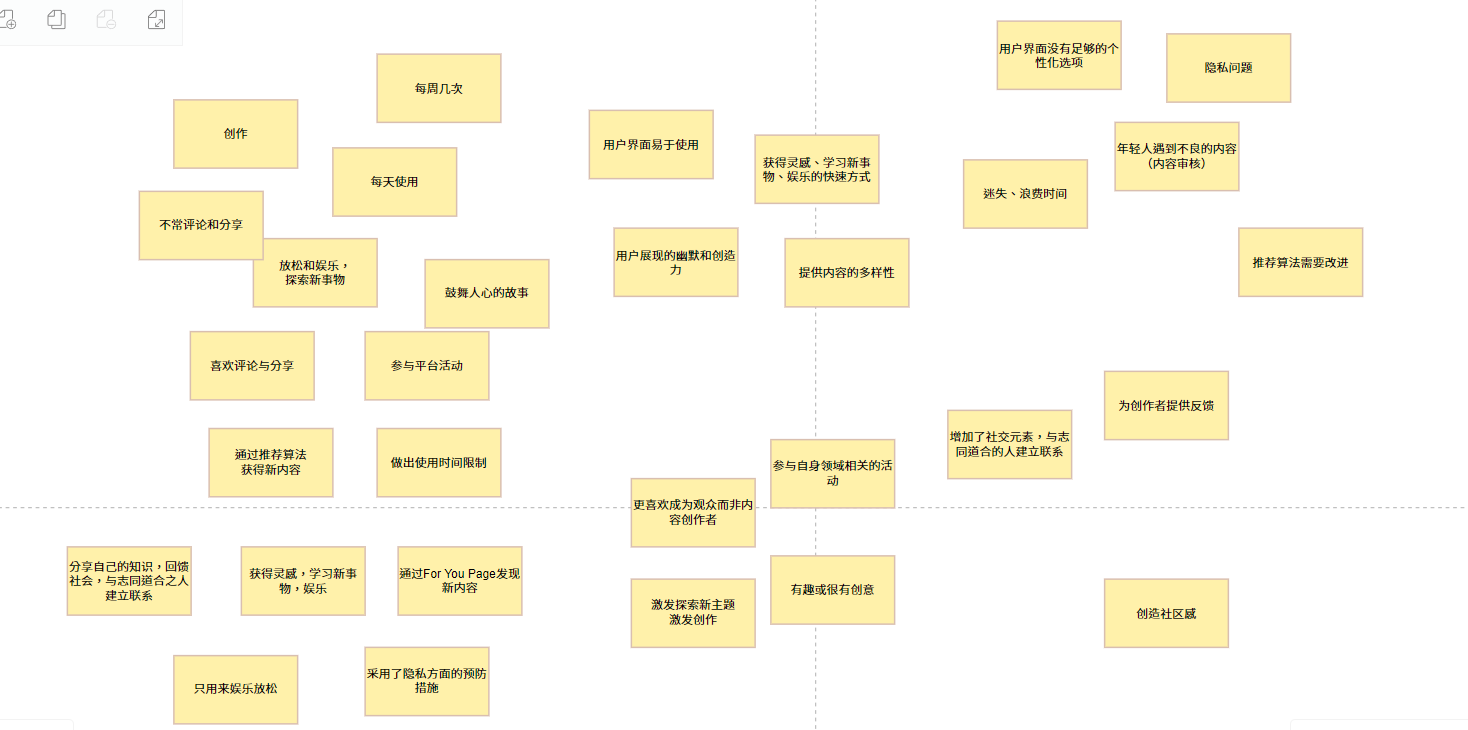 用户界面没有足够的个
性化选项
隐私问题
每周几次
创作
用户界面易于使用
获得灵感、学习新事
物、娱乐的快速方式
年轻人遇到不良的内容
（内容审核）
每天使用
迷失、浪费时间
不常评论和分享
放松和娱乐，
探索新事物
鼓舞人心的故事
用户展现的幽默和创造
力
提供内容的多样性
推荐算法需要改进
喜欢评论与分享
参与平台活动
为创作者提供反馈
通过推荐算法
获得新内容
做出使用时间限制
参与自身领域相关的活
动
增加了社交元素，与志
同道合的人建立联系
更喜欢成为观众而非内
容创作者
分享自己的知识，回馈
社会，与志同道合之人
建立联系
获得灵感，学习新事
物，娱乐
通过For You Page发现
新内容
激发探索新主题
激发创作
有趣或很有创意
创造社区感
只用来娱乐放松
采用了隐私方面的预防
措施